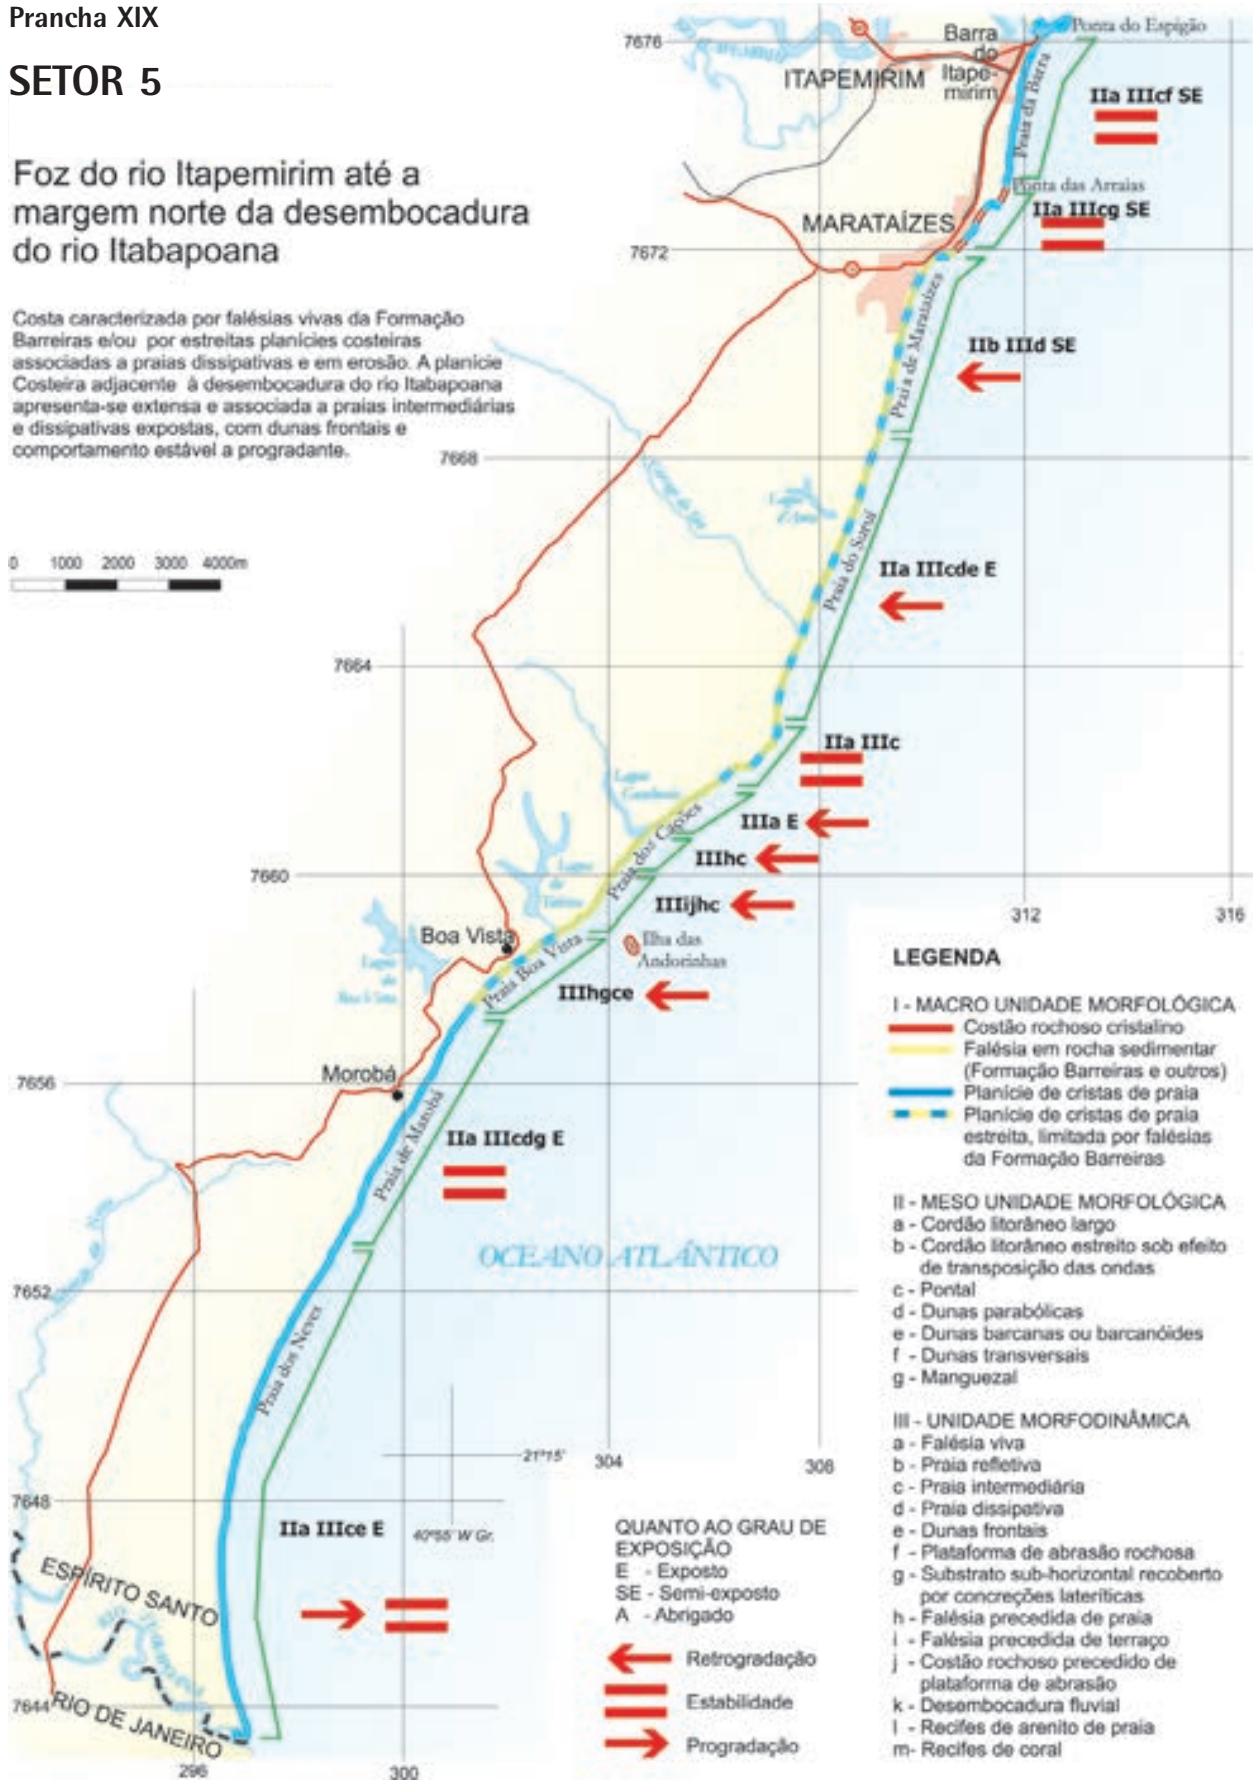 Prancha XIX
SETOR 5
Foz do rio Itapemirim até a
margem norte da desembocadura
do rio Itabapoana
Costa caracterizada por falésias vivas da Formação
Barreiras e/ou por estreitas planícies costeiras
associadas a praias dissipativas e em erosão. A planície
Costeira adjacente à desembocadura do rio Itabapoana
apresenta-se extensa e associada a praias intermediárias
e dissipativas expostas, com dunas frontais e
comportamento estável a progradante.
0 1000 2000 3000 4000m
7676
Ponta do Espigão
Barra
do
Itape-
mirim
ITAPEMIRIM
Praia da Barra
IIa IIIcf SE
Ponta das Arraias
IIa IIIcg SE
MARATAÍZES
7672
Praia de Marataízes
IIb IIId SE
7668
Praia do Soruí
IIa IIIcde E
7664
IIa IIIc
Lagoa
IIIa E
Praia dos Cações
IIIhc
7660
Lagoa
do
IIIijhc
312
316
Boa Vista
Praia Boa Vista
Ilha das
Andorinhas
Lagoa
de
Boa Vista
IIIhgce
7656
Morobá
Praia de Marobá
IIa IIIcdg E
OCEANO ATLÂNTICO
7652
Praia dos Neves
21º15'
304
308
7648
IIa IIIce E
40º55' W Gr.
ESPÍRITO SANTO
RIO DE JANEIRO
7644
296
300
QUANTO AO GRAU DE
EXPOSIÇÃO
E - Exposto
SE - Semi-exposto
A - Abrigado
Retrogradação
Estabilidade
Progradação
LEGENDA
I - MACRO UNIDADE MORFOLÓGICA
Costão rochoso cristalino
Falésia em rocha sedimentar
(Formação Barreiras e outros)
Planície de cristas de praia
Planície de cristas de praia
estreita, limitada por falésias
da Formação Barreiras
II - MESO UNIDADE MORFOLÓGICA
a - Cordão litorâneo largo
b - Cordão litorâneo estreito sob efeito
de transposição das ondas
c - Pontal
d - Dunas parabólicas
e - Dunas barcanas ou barcanóides
f - Dunas transversais
g - Manguezal
III - UNIDADE MORFODINÂMICA
a - Falésia viva
b - Praia refletiva
c - Praia intermediária
d - Praia dissipativa
e - Dunas frontais
f - Plataforma de abrasão rochosa
g - Substrato sub-horizontal recoberto
por concreções lateríticas
h - Falésia precedida de praia
i - Falésia precedida de terraço
j - Costão rochoso precedido de
plataforma de abrasão
k - Desembocadura fluvial
l - Recifes de arenito de praia
m- Recifes de coral